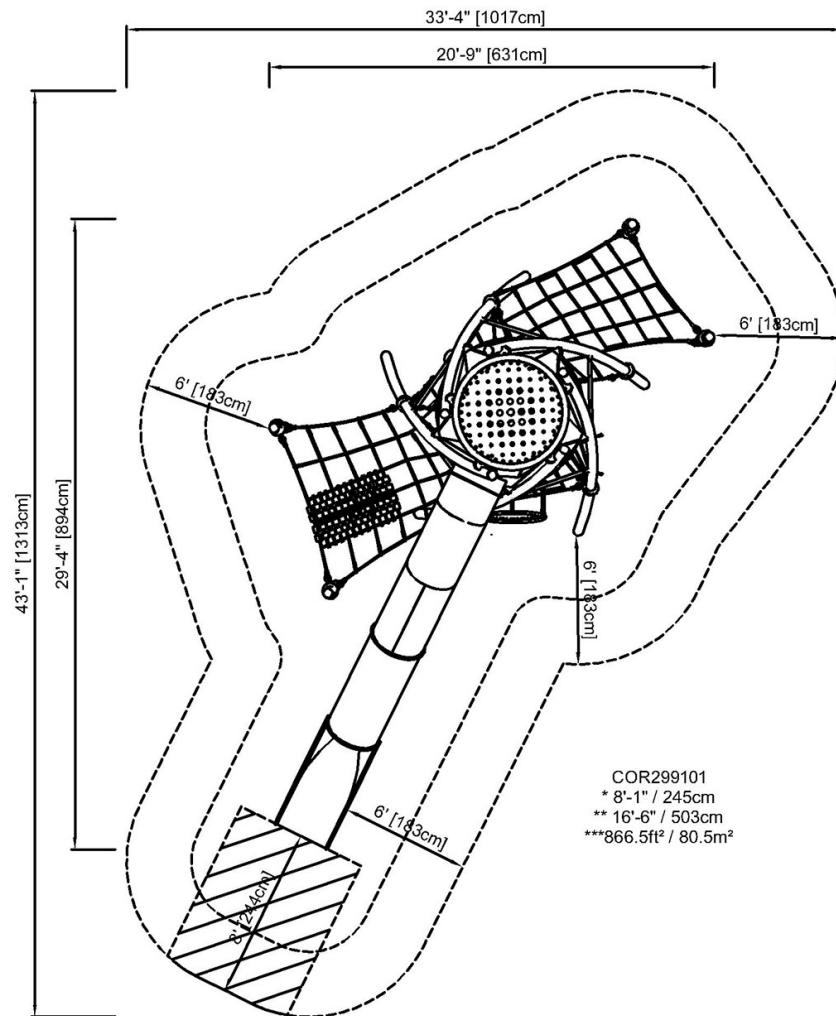 33'-4" [1017cm]
20'-9" [631cm]
43'-1" [1313cm]
29'-4" [894cm]
6' [183cm]
6' [183cm]
6' [183cm]
6' [183cm]
8' [244cm]
COR299101
* 8'-1" / 245cm
** 16'-6" / 503cm
***866.5ft² / 80.5m²